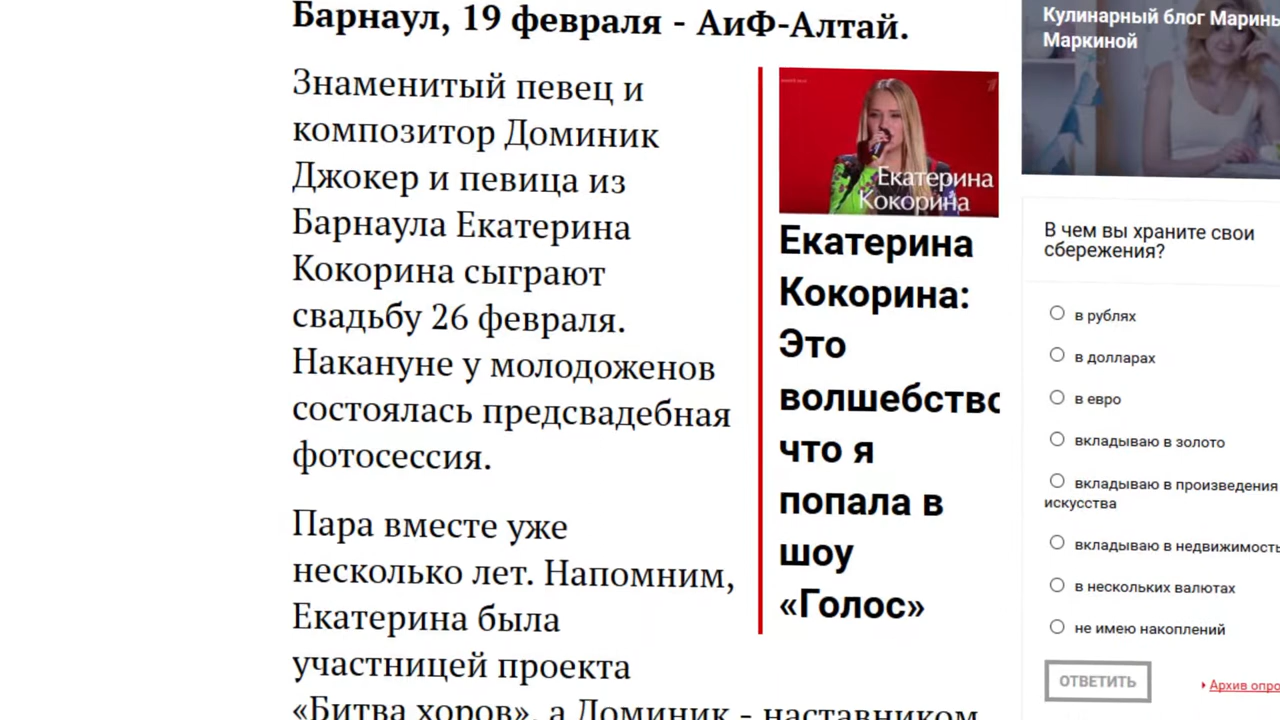 Барнаул, 19 февраля - АиФ-Алтай.
Знаменитый певец и
композитор Доминик
Джокер и певица из
Барнаула Екатерина
Кокорина сыграют
свадьбу 26 февраля.
Накануне у молодоженов
состоялась предсвадебная
фотосессия.
Пара вместе уже
несколько лет. Напомним,
Екатерина была
участницей проекта
«Битва хоров», а Доминик - наставником
Екатерина
Кокорина
Екатерина
Кокорина:
Это
волшебство
что я
попала в
шоу
«Голос»
Кулинарный блог Марины
Маркиной
В чем вы храните свои
сбережения?
в рублях
в долларах
в евро
вкладываю в золото
вкладываю в произведения
искусства
вкладываю в недвижимость
в нескольких валютах
не имею накоплений
ОТВЕТИТЬ
Архив опро